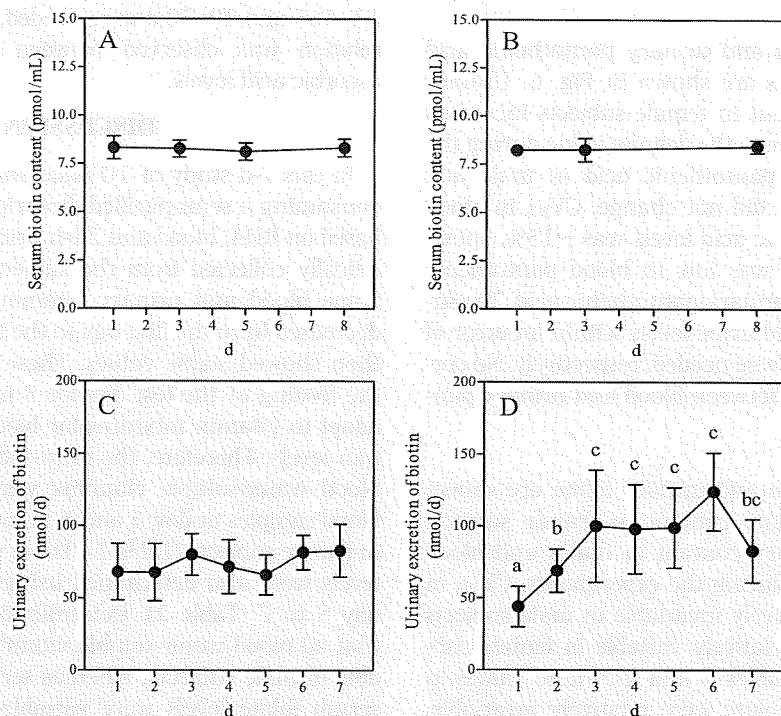 A
Serum biotin content (pmol/mL)
15.0
12.5
10.0
7.5
5.0
2.5
0.0
1 2 3 4 5 6 7 8
d
B
Serum biotin content (pmol/mL)
15.0
12.5
10.0
7.5
5.0
2.5
0.0
1 2 3 4 5 6 7 8
d
C
Urinary excretion of biotin
(nmol/d)
200
150
100
50
0
1 2 3 4 5 6 7
d
D
Urinary excretion of biotin
(nmol/d)
200
150
100
50
0
a b c c c c bc
1 2 3 4 5 6 7
d